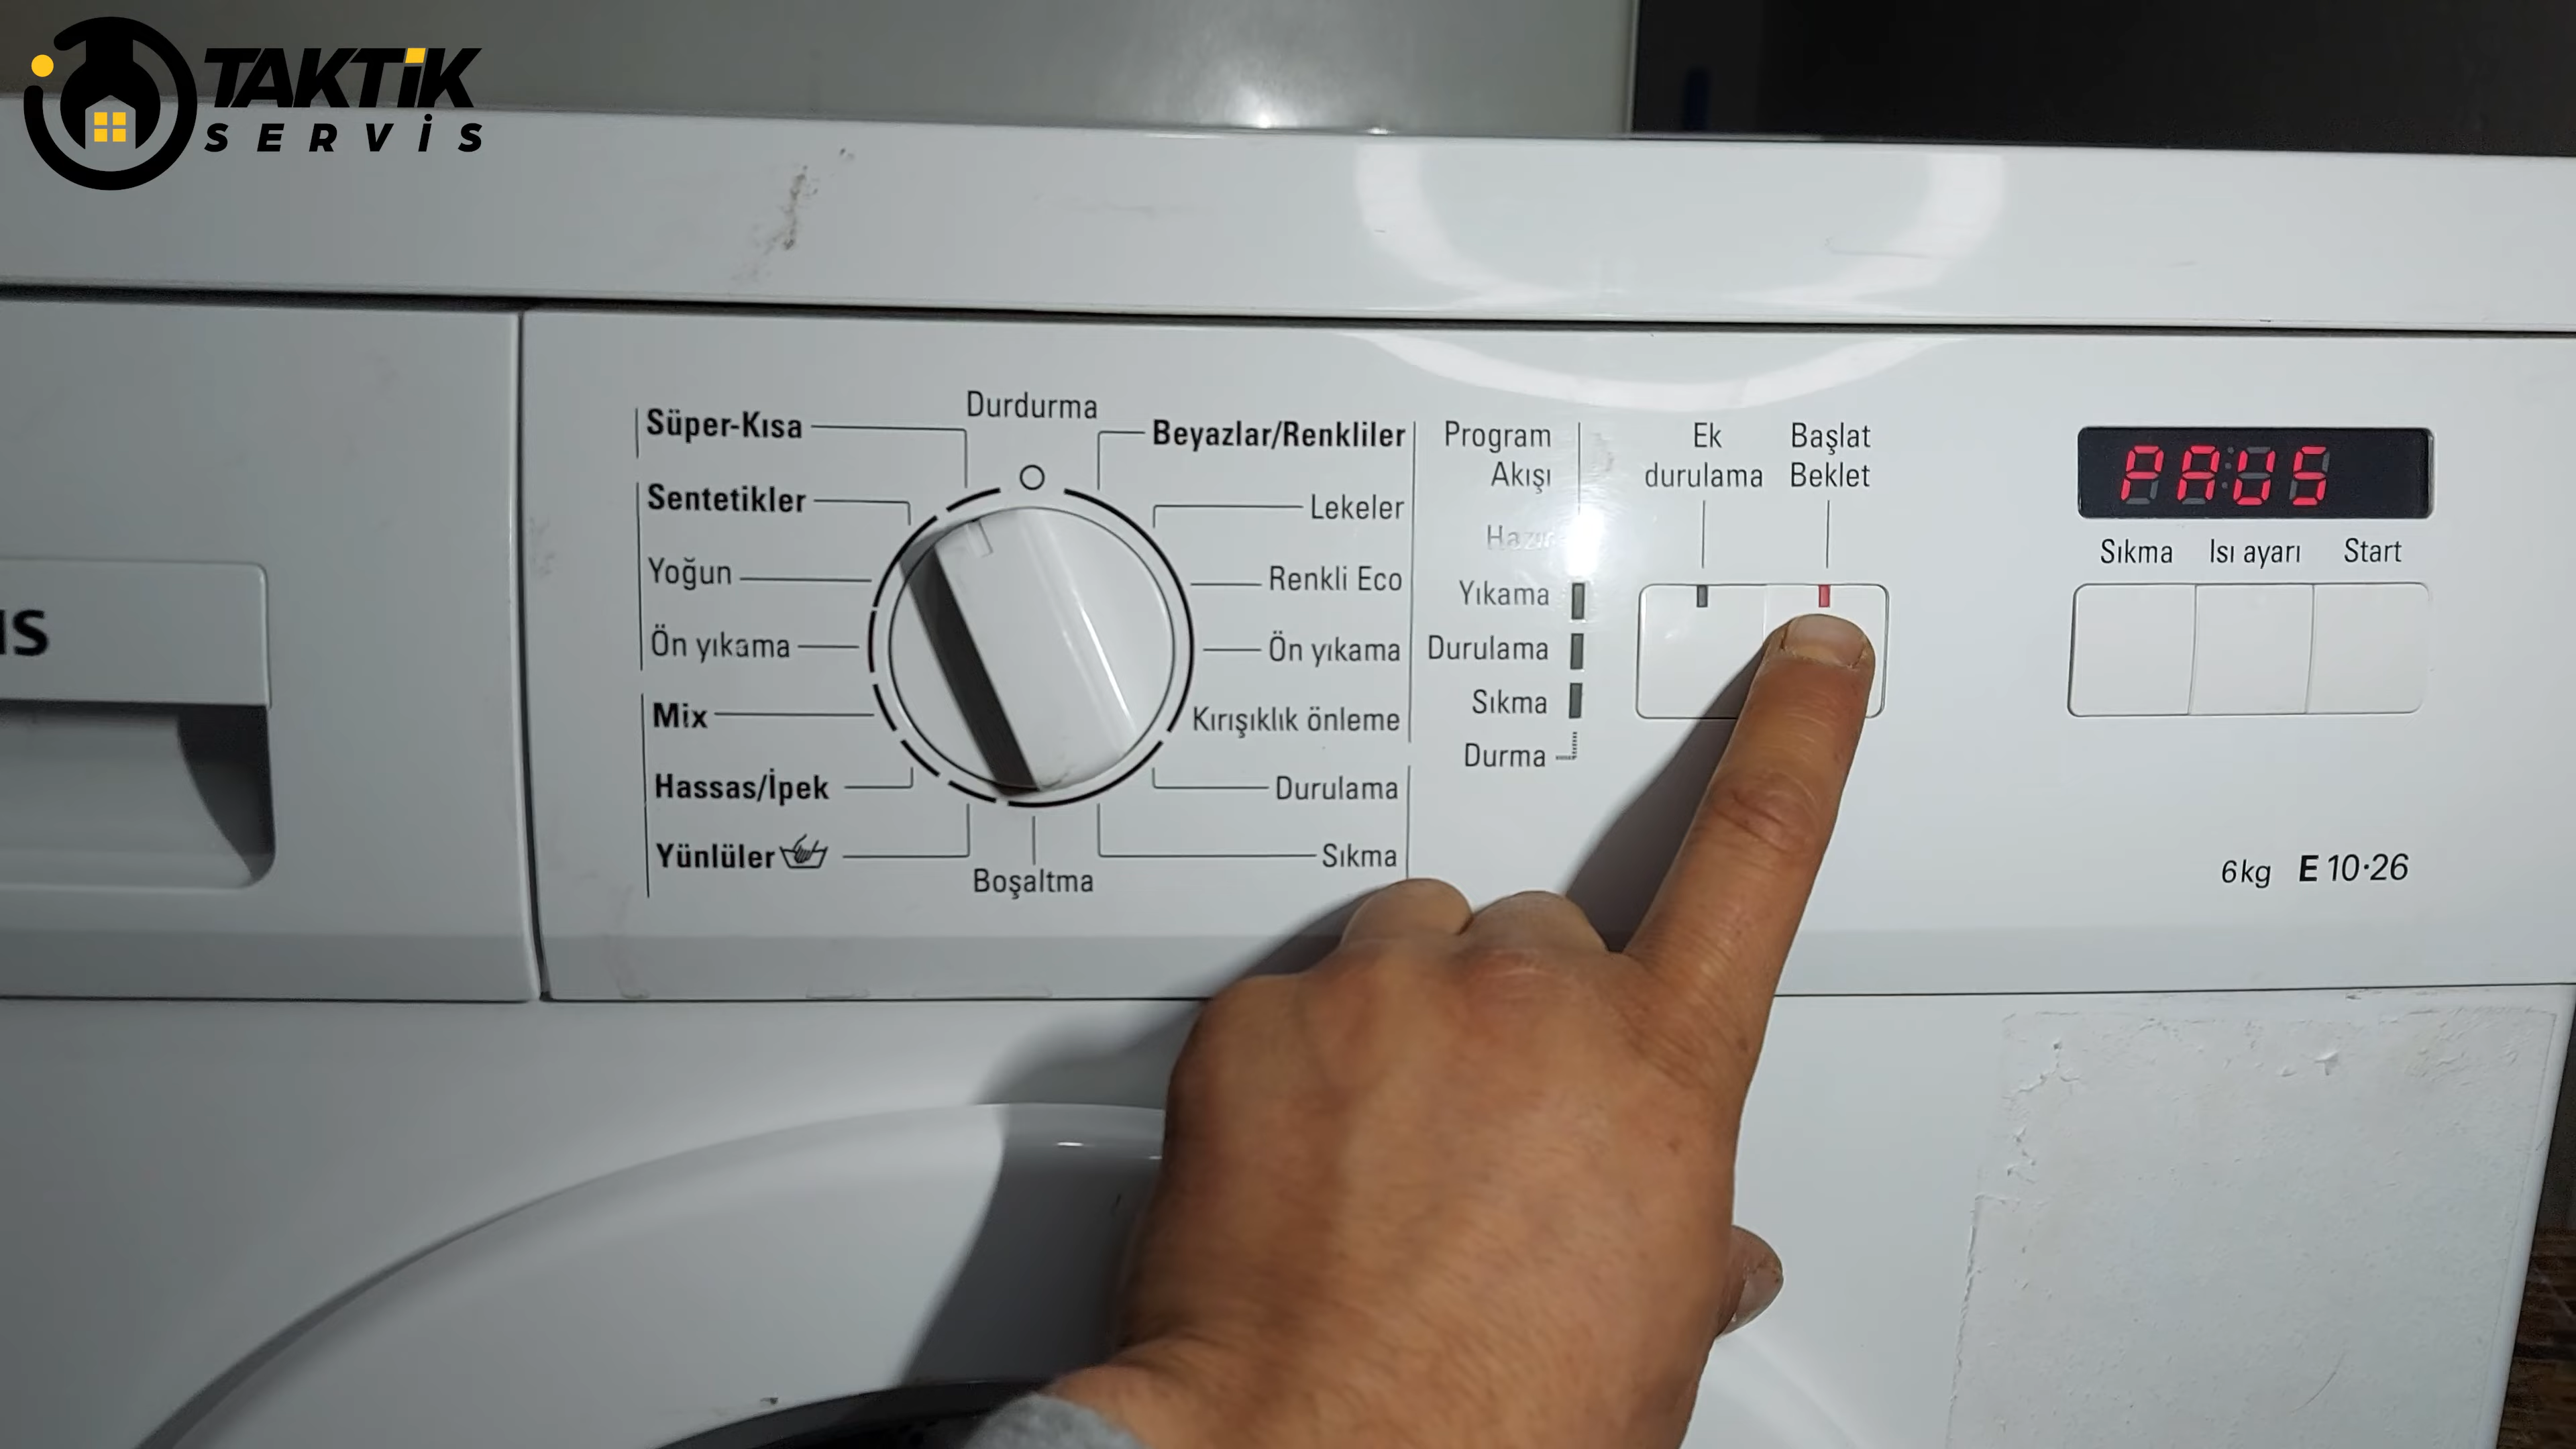 TAKTİK
SERVİS
Durdurma
Süper-Kısa
Sentetikler
Yoğun
Ön yıkama
Mix
Hassas/İpek
Yünlüler
Boşaltma
Beyazlar/Renkliler
Lekeler
Renkli Eco
Ön yıkama
Kırışıklık önleme
Durulama
Sıkma
Program
Akışı
Hazır
Yıkama
Durulama
Sıkma
Durma
Ek
durulama
Başlat
Beklet
PAUS
Sıkma Isı ayarı Start
6kg E 10·26